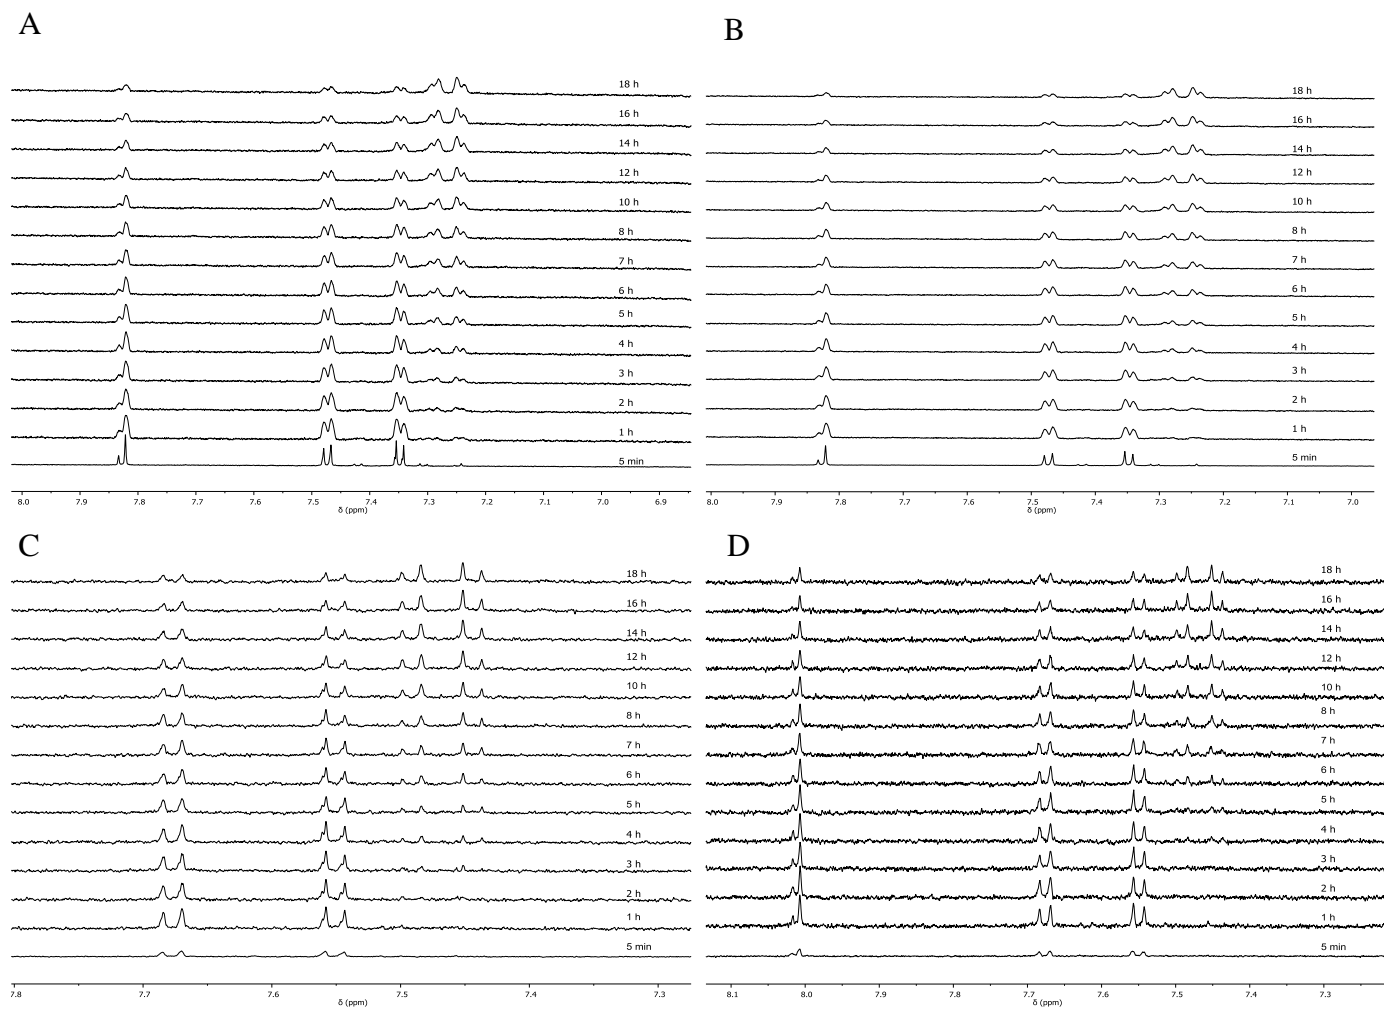 A
18 h
16 h
14 h
12 h
10 h
8 h
7 h
6 h
5 h
4 h
3 h
2 h
1 h
5 min
8.0 7.9 7.8 7.7 7.6 7.5 7.4 7.3 7.2 7.1 7.0 6.9
δ (ppm)
B
18 h
16 h
14 h
12 h
10 h
8 h
7 h
6 h
5 h
4 h
3 h
2 h
1 h
5 min
8.0 7.9 7.8 7.7 7.6 7.5 7.4 7.3 7.2 7.1 7.0
δ (ppm)
C
18 h
16 h
14 h
12 h
10 h
8 h
7 h
6 h
5 h
4 h
3 h
2 h
1 h
5 min
7.8 7.7 7.6 7.5 7.4 7.3
δ (ppm)
D
18 h
16 h
14 h
12 h
10 h
8 h
7 h
6 h
5 h
4 h
3 h
2 h
1 h
5 min
8.1 8.0 7.9 7.8 7.7 7.6 7.5 7.4 7.3
δ (ppm)